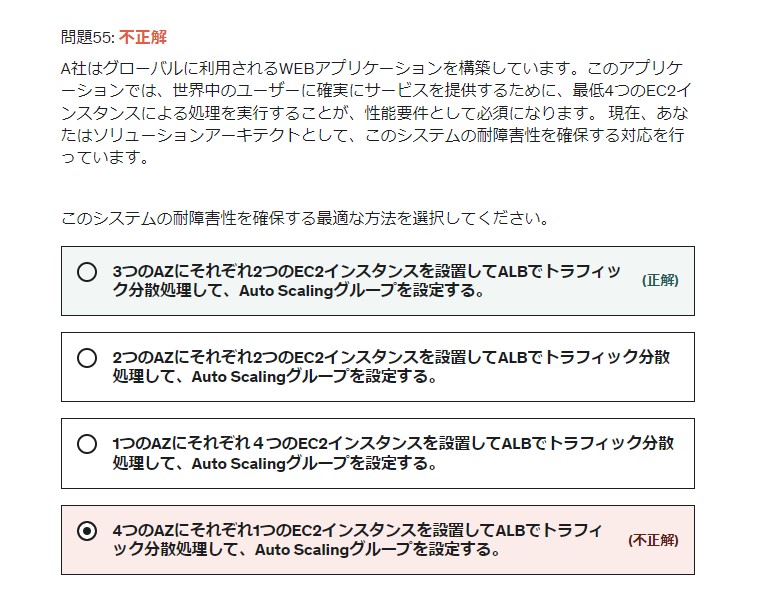 問題55: 不正解
A社はグローバルに利用されるWEBアプリケーションを構築しています。このアプリケ
ーションでは、世界中のユーザーに確実にサービスを提供するために、最低4つのEC2イ
ンスタンスによる処理を実行することが、性能要件として必須になります。 現在、あな
たはソリューションアーキテクトとして、このシステムの耐障害性を確保する対応を行
っています。
このシステムの耐障害性を確保する最適な方法を選択してください。
3つのAZにそれぞれ2つのEC2インスタンスを設置してALBでトラフィッ
ク分散処理して、Auto Scalingグループを設定する。
(正解)
2つのAZにそれぞれ2つのEC2インスタンスを設置してALBでトラフィック分散
処理して、Auto Scalingグループを設定する。
1つのAZにそれぞれ４つのEC2インスタンスを設置してALBでトラフィック分散
処理して、Auto Scalingグループを設定する。
4つのAZにそれぞれ1つのEC2インスタンスを設置してALBでトラフィ
ック分散処理して、Auto Scalingグループを設定する。
(不正解)